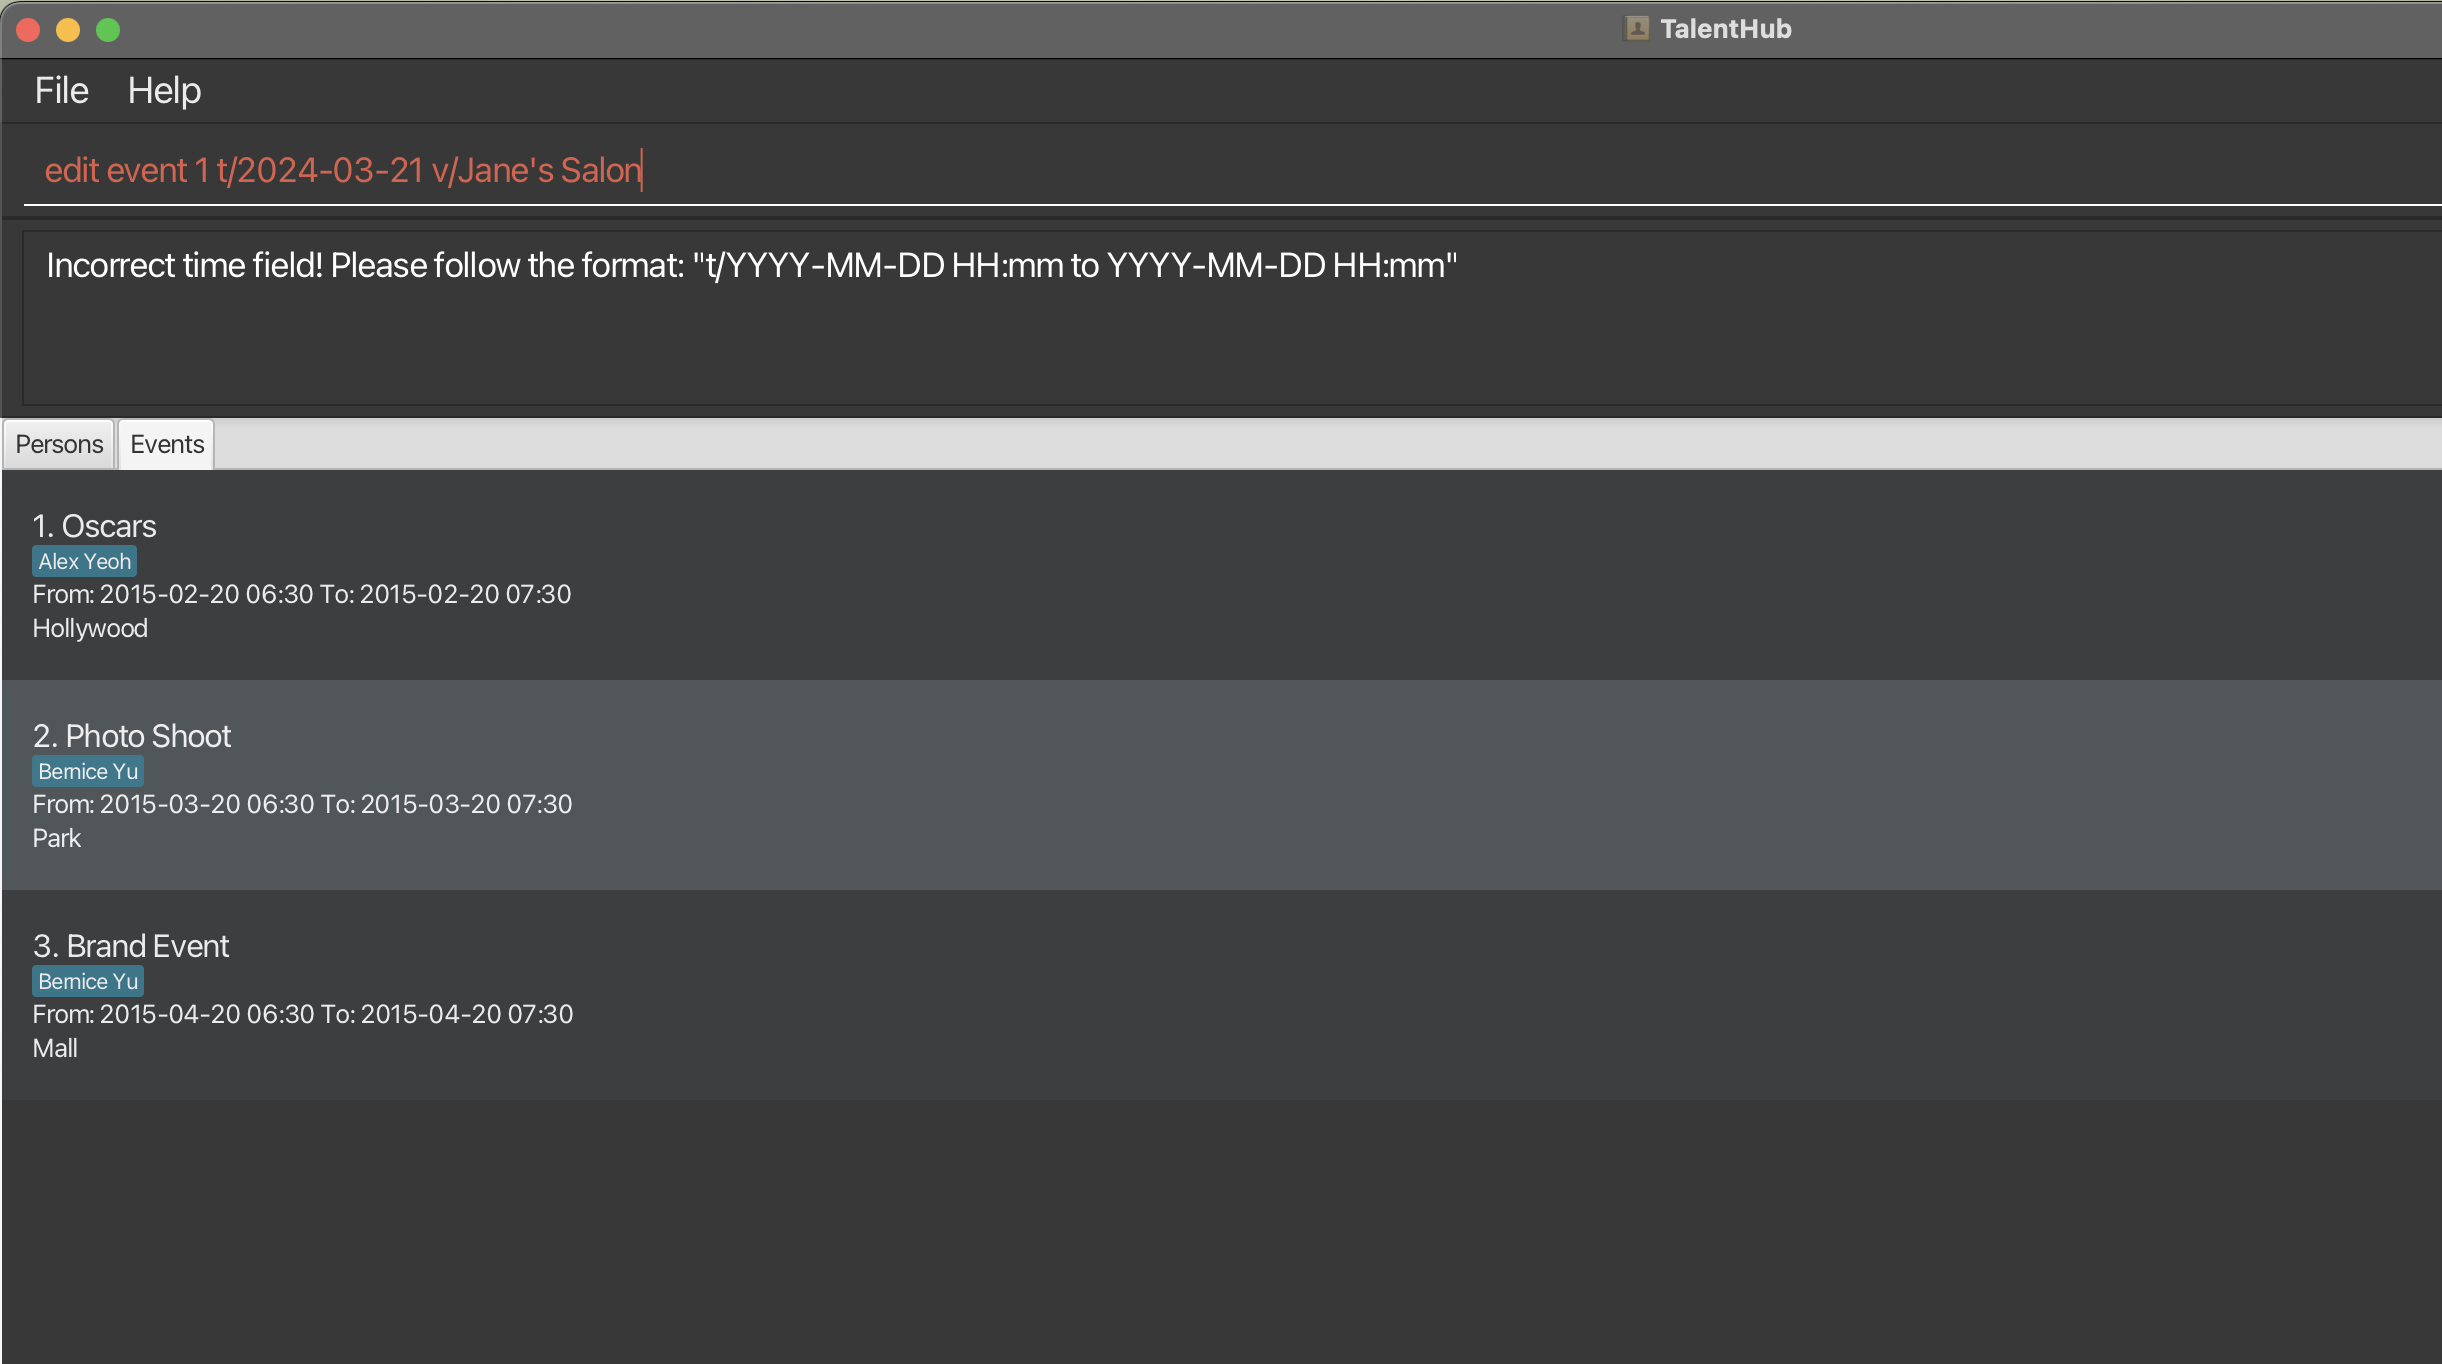 TalentHub
File Help
edit event 1 t/2024-03-21 v/Jane's Salon
Incorrect time field! Please follow the format: "t/YYYY-MM-DD HH:mm to YYYY-MM-DD HH:mm"
Persons Events
1. Oscars
Alex Yeoh
From: 2015-02-20 06:30 To: 2015-02-20 07:30
Hollywood
2. Photo Shoot
Bernice Yu
From: 2015-03-20 06:30 To: 2015-03-20 07:30
Park
3. Brand Event
Bernice Yu
From: 2015-04-20 06:30 To: 2015-04-20 07:30
Mall